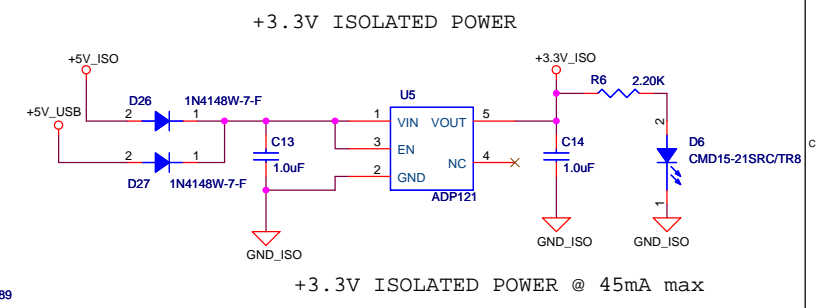 +3.3V ISOLATED POWER
+5V_ISO
+3.3V_ISO
R6 2.20K
D26 1N4148W-7-F
U5
+5V_USB
2 1
1 VIN VOUT 5
C13
1.0uF
3 EN
C14
1.0uF
2
D6
CMD15-21SRC/TR8
C
2 1
NC 4
2 GND
D27 1N4148W-7-F
ADP121
1
GND_ISO
GND_ISO
GND_ISO
+3.3V ISOLATED POWER @ 45mA max
89